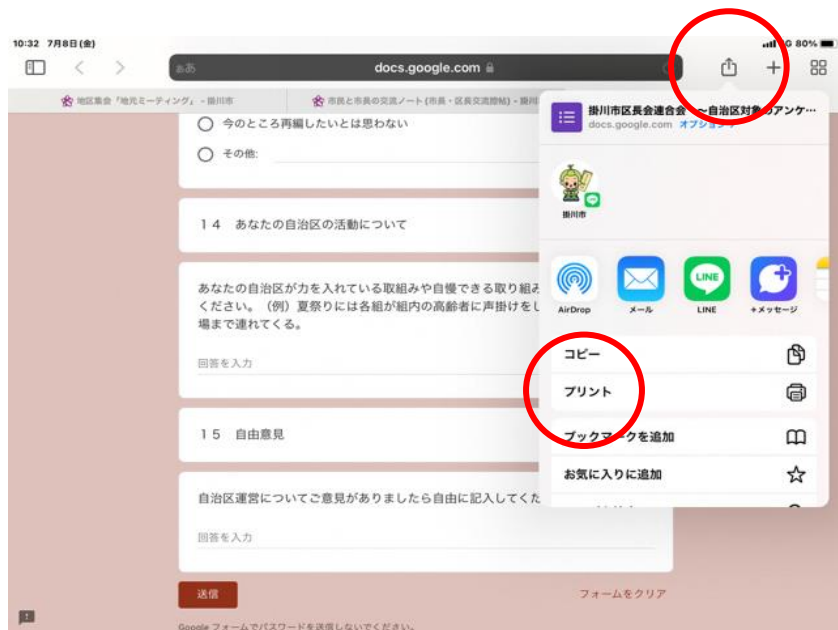 10:32 7月8日(金)
80%
ぁあ
docs.google.com
地区集会「地元ミーティング」 - 掛川市
市民と市長の交流ノート(市長・区長交流措帖) - 掛川
今のところ再編したいとは思わない
その他:
14 あなたの自治区の活動について
あなたの自治区が力を入れている取組みや自慢できる取り組み
ください。(例)夏祭りには各組が組内の高齢者に声掛けをし
場まで連れてくる。
回答を入力
15 自由意見
自治区運営についてご意見がありましたら自由に記入してくだ
回答を入力
送信
フォームをクリア
Google フォームでパスワードを送信しないでください。
掛川市区長会連合会 ~自治区対象のアンケ…
docs.google.com オプション
掛川市
AirDrop
メール
LINE
LINE
+メッセージ
コピー
プリント
ブックマークを追加
お気に入りに追加